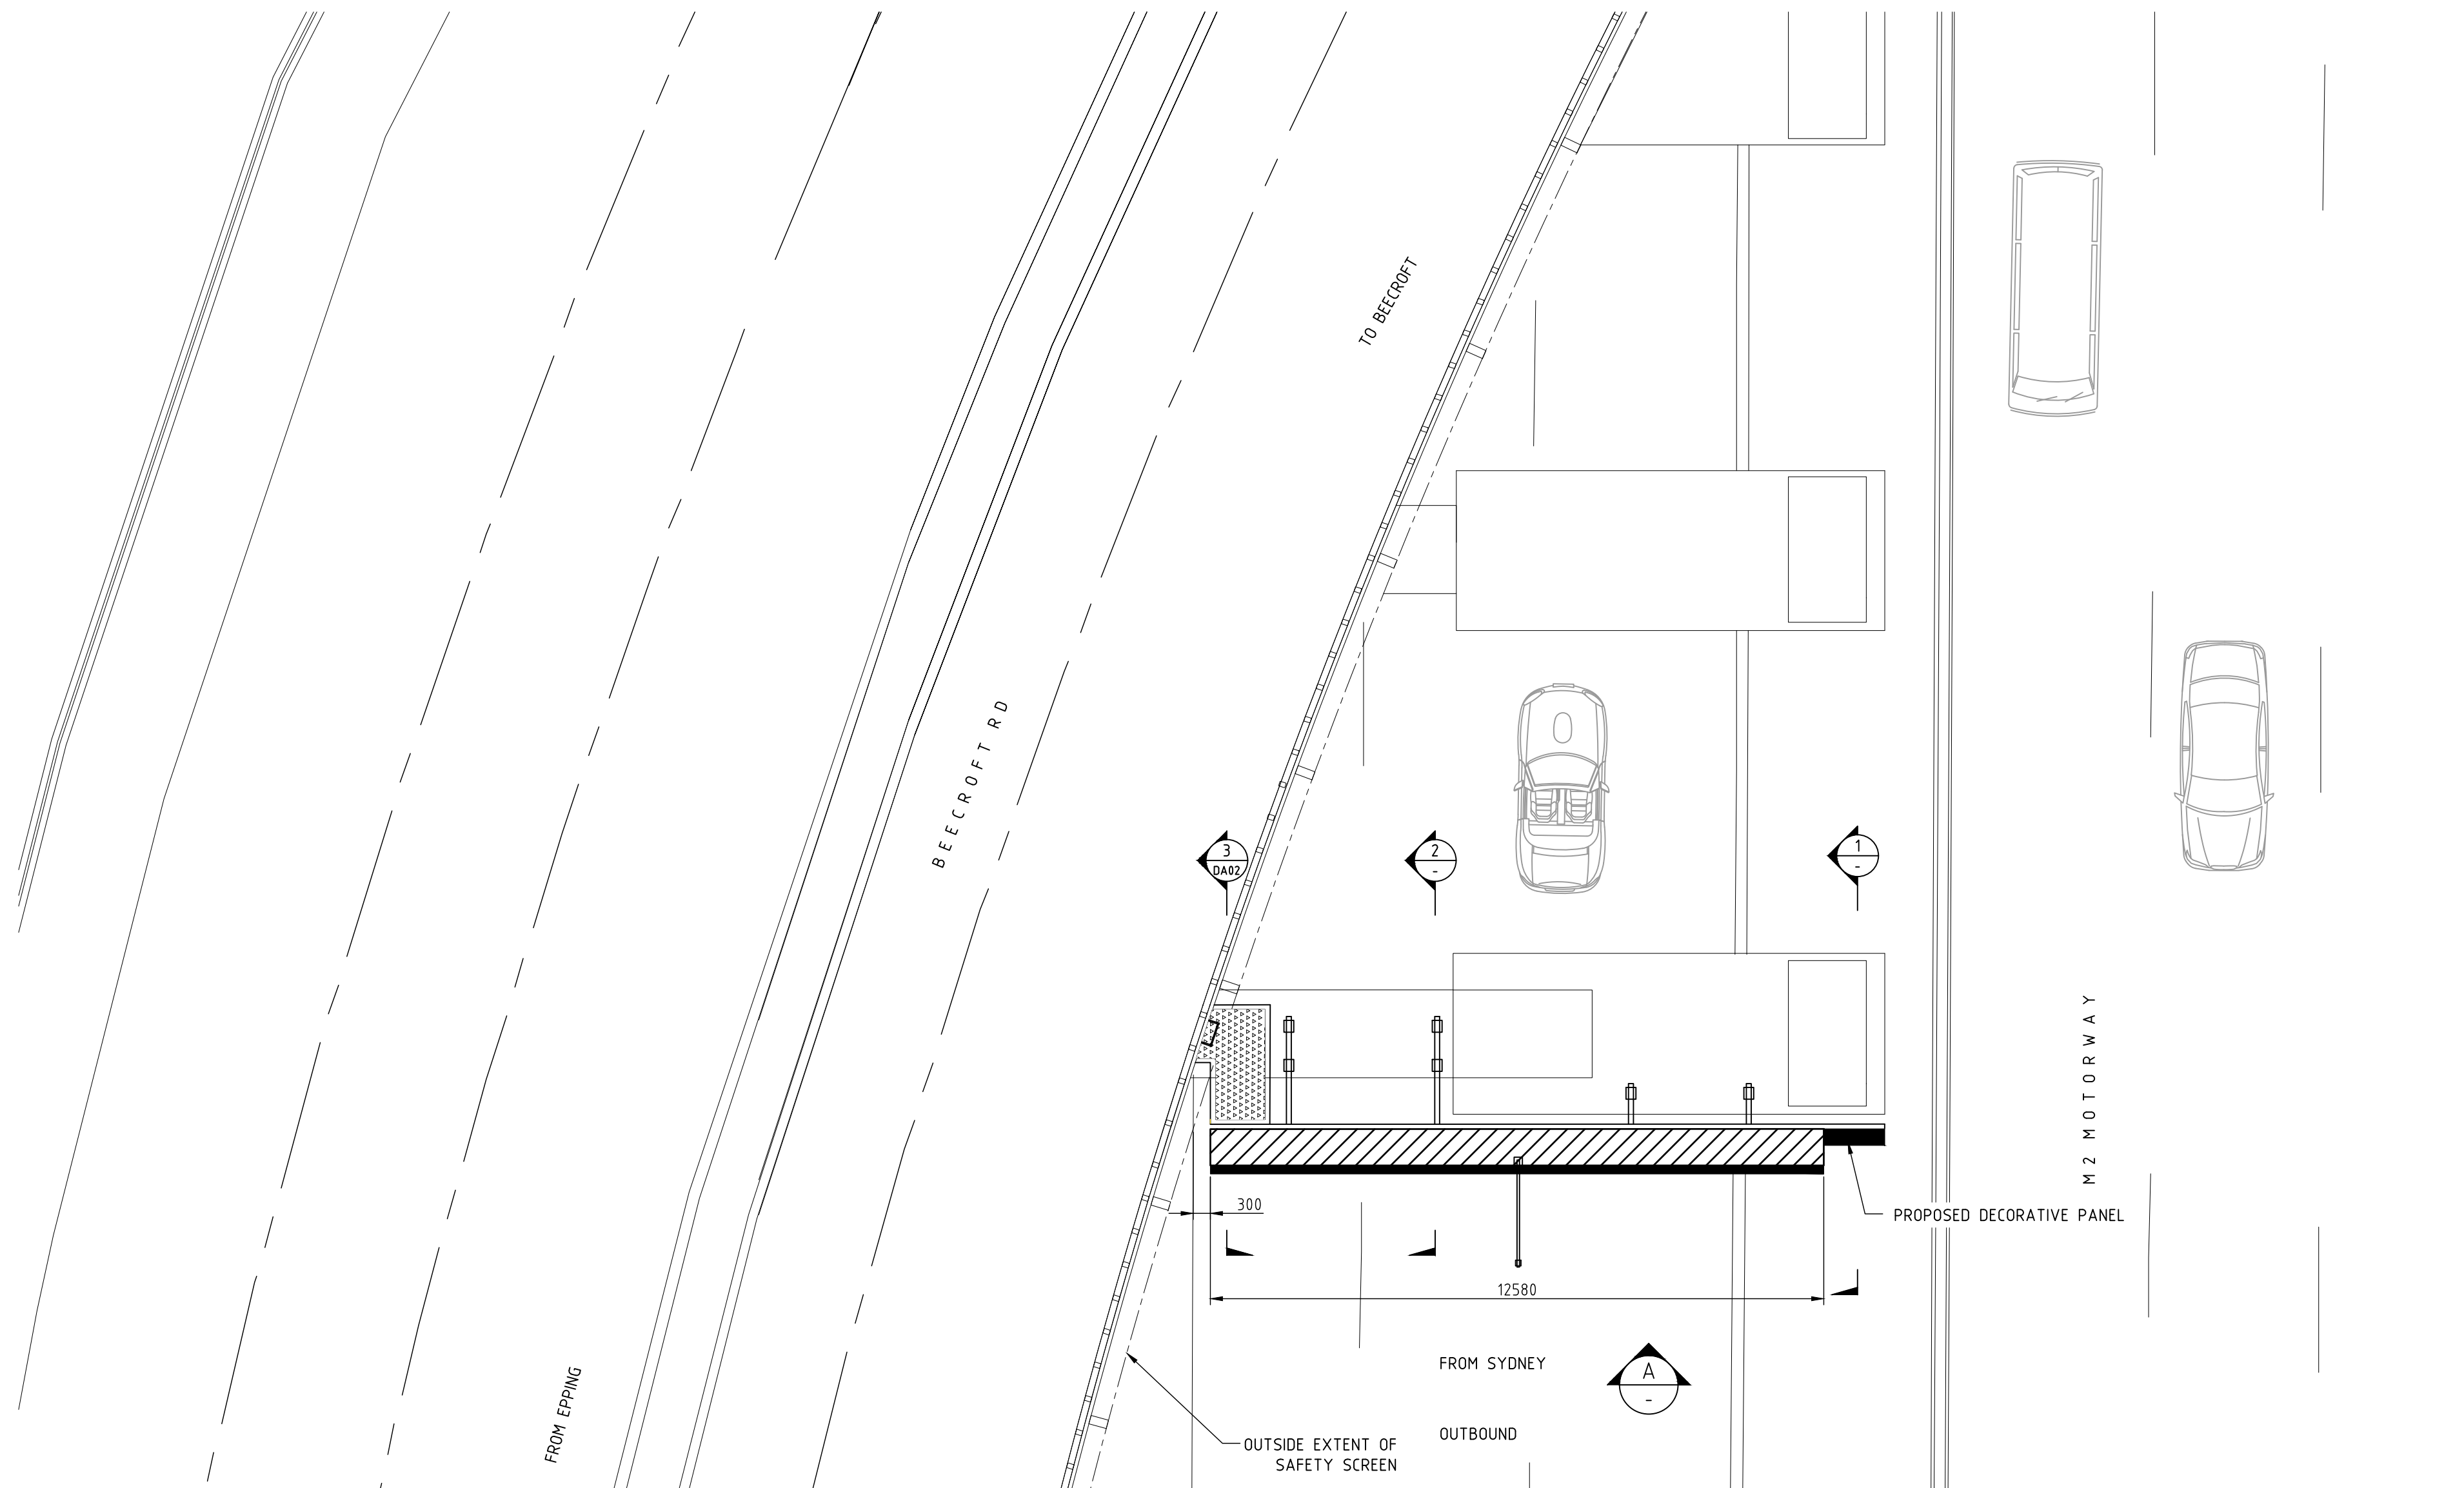 TO BEECROFT
BEECROFT RD
3
DA02
2
-
1
-
M2 MOTORWAY
300
PROPOSED DECORATIVE PANEL
12580
FROM SYDNEY
A
-
FROM EPPING
OUTBOUND
OUTSIDE EXTENT OF
SAFETY SCREEN